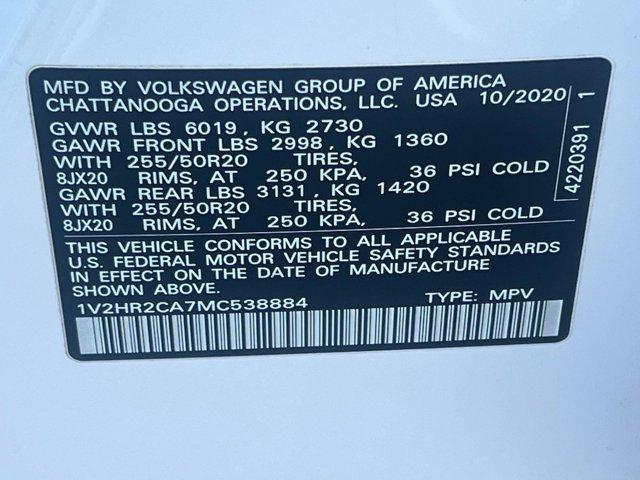 MFD BY VOLKSWAGEN GROUP OF AMERICA
CHATTANOOGA OPERATIONS, LLC. USA 10/2020
GVWR LBS 6019, KG 2730
GAWR FRONT LBS 2998, KG 1360
WITH 255/50R20 TIRES,
8JX20 RIMS, AT 250 KPA, 36 PSI COLD
GAWR REAR LBS 3131, KG 1420
WITH 255/50R20 TIRES,
8JX20 RIMS, AT 250 KPA, 36 PSI COLD
THIS VEHICLE CONFORMS TO ALL APPLICABLE
U.S. FEDERAL MOTOR VEHICLE SAFETY STANDARDS
IN EFFECT ON THE DATE OF MANUFACTURE
SHOWN ABOVE.
1V2HR2CA7MC538884 TYPE: MPV
4220391 1